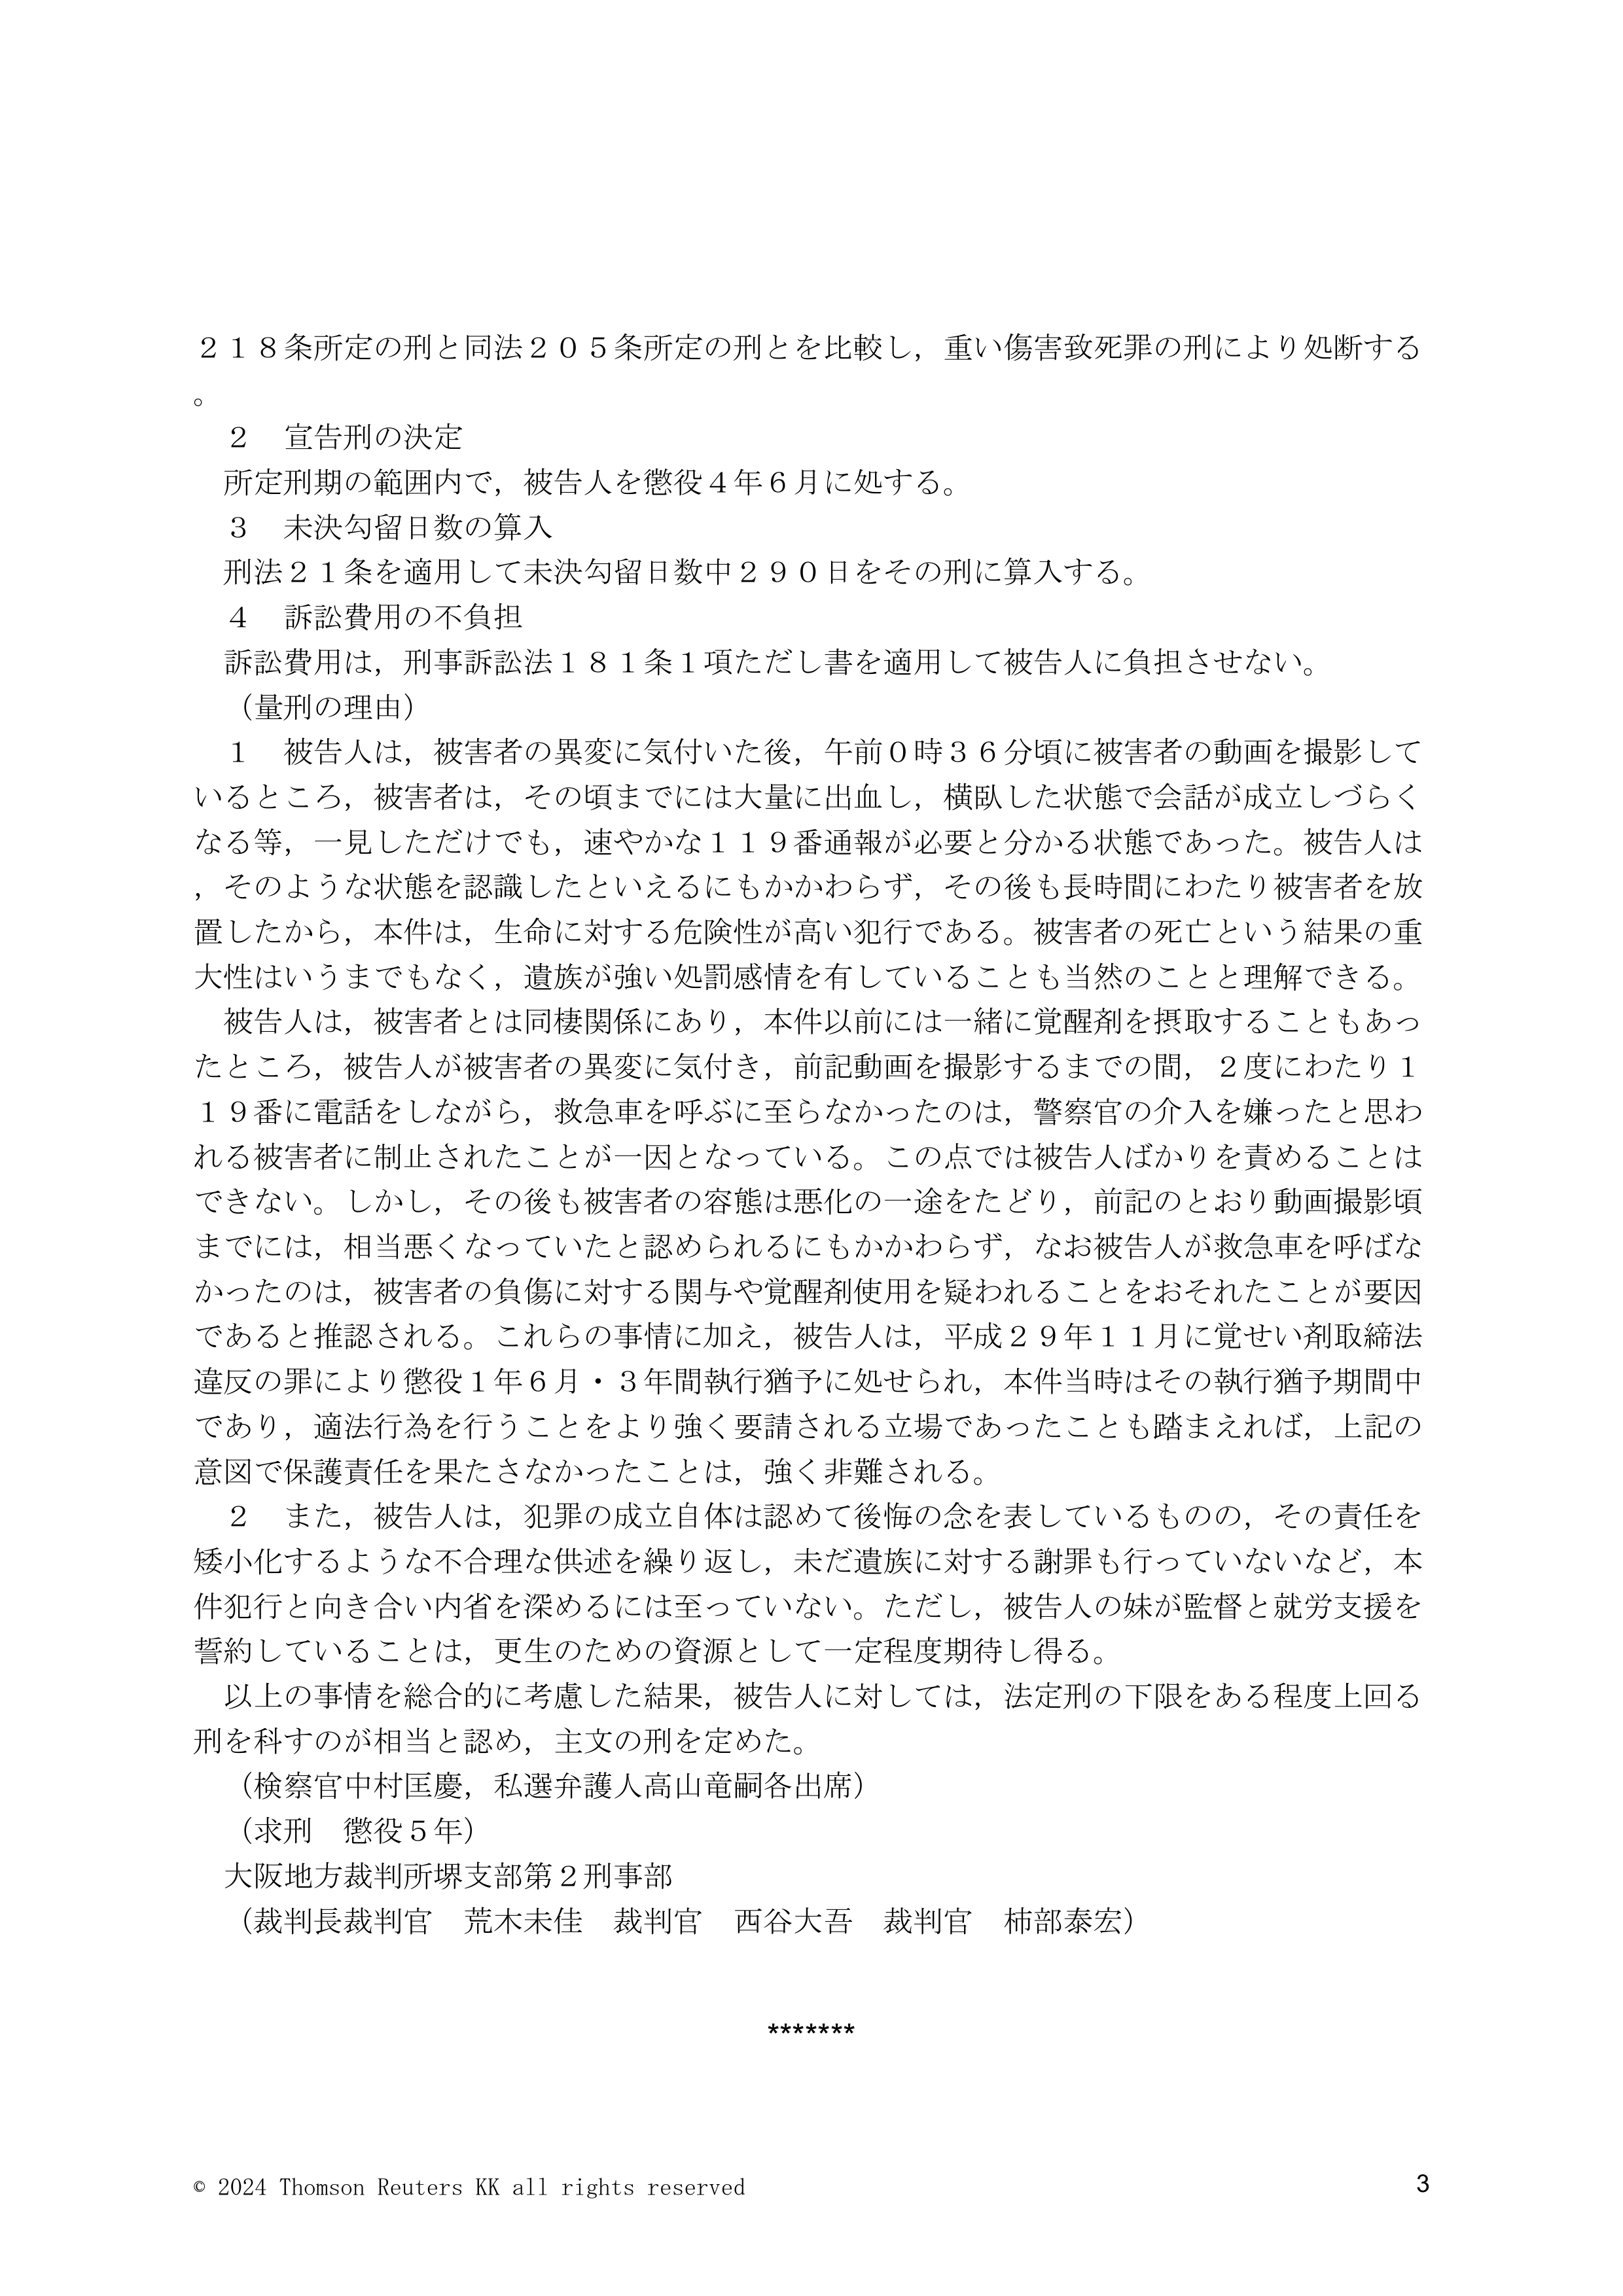 ２１８条所定の刑と同法２０５条所定の刑とを比較し，重い傷害致死罪の刑により処断する
。
２　宣告刑の決定
所定刑期の範囲内で，被告人を懲役４年６月に処する。
３　未決勾留日数の算入
刑法２１条を適用して未決勾留日数中２９０日をその刑に算入する。
４　訴訟費用の不負担
訴訟費用は，刑事訴訟法１８１条１項ただし書を適用して被告人に負担させない。
（量刑の理由）
１　被告人は，被害者の異変に気付いた後，午前０時３６分頃に被害者の動画を撮影して
いるところ，被害者は，その頃までには大量に出血し，横臥した状態で会話が成立しづらく
なる等，一見しただけでも，速やかな１１９番通報が必要と分かる状態であった。被告人は
，そのような状態を認識したといえるにもかかわらず，その後も長時間にわたり被害者を放
置したから，本件は，生命に対する危険性が高い犯行である。被害者の死亡という結果の重
大性はいうまでもなく，遺族が強い処罰感情を有していることも当然のことと理解できる。
被告人は，被害者とは同棲関係にあり，本件以前には一緒に覚醒剤を摂取することもあっ
たところ，被告人が被害者の異変に気付き，前記動画を撮影するまでの間，２度にわたり１
１９番に電話をしながら，救急車を呼ぶに至らなかったのは，警察官の介入を嫌ったと思わ
れる被害者に制止されたことが一因となっている。この点では被告人ばかりを責めることは
できない。しかし，その後も被害者の容態は悪化の一途をたどり，前記のとおり動画撮影頃
までには，相当悪くなっていたと認められるにもかかわらず，なお被告人が救急車を呼ばな
かったのは，被害者の負傷に対する関与や覚醒剤使用を疑われることをおそれたことが要因
であると推認される。これらの事情に加え，被告人は，平成２９年１１月に覚せい剤取締法
違反の罪により懲役１年６月・３年間執行猶予に処せられ，本件当時はその執行猶予期間中
であり，適法行為を行うことをより強く要請される立場であったことも踏まえれば，上記の
意図で保護責任を果たさなかったことは，強く非難される。
２　また，被告人は，犯罪の成立自体は認めて後悔の念を表しているものの，その責任を
矮小化するような不合理な供述を繰り返し，未だ遺族に対する謝罪も行っていないなど，本
件犯行と向き合い内省を深めるには至っていない。ただし，被告人の妹が監督と就労支援を
誓約していることは，更生のための資源として一定程度期待し得る。
以上の事情を総合的に考慮した結果，被告人に対しては，法定刑の下限をある程度上回る
刑を科すのが相当と認め，主文の刑を定めた。
（検察官中村匡慶，私選弁護人高山竜嗣各出席）
（求刑　懲役５年）
大阪地方裁判所堺支部第２刑事部
（裁判長裁判官　荒木未佳　裁判官　西谷大吾　裁判官　柿部泰宏）
*******
© 2024 Thomson Reuters KK all rights reserved
3